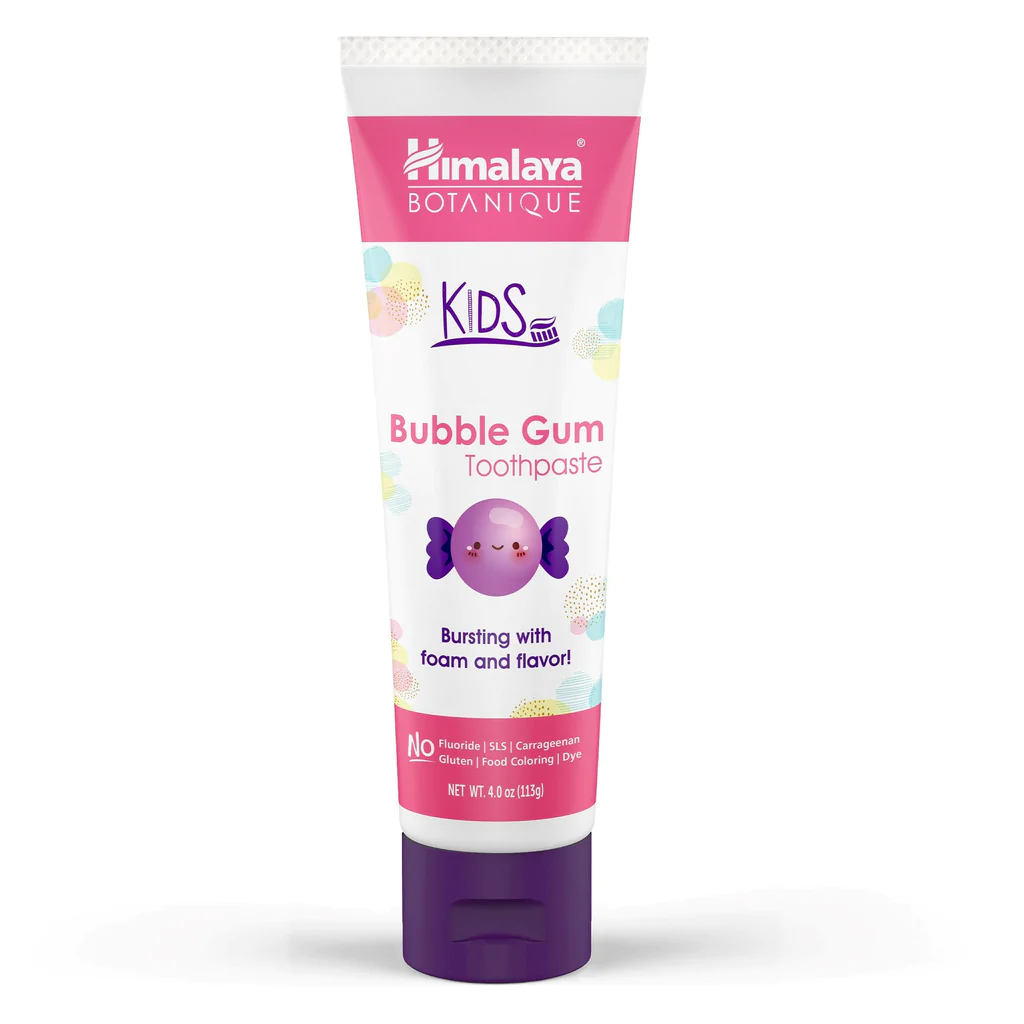 Himalaya®
BOTANIQUE
KIDS
Bubble Gum
Toothpaste
Bursting with
foam and flavor!
No Fluoride | SLS | Carrageenan
Gluten | Food Coloring | Dye
NET WT. 4.0 oz (113g)